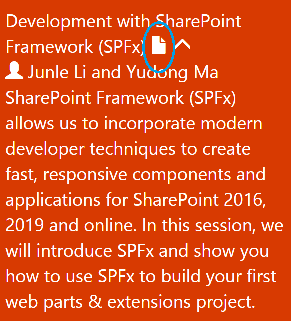 Development with SharePoint
Framework (SPFx)
Junle Li and Yudong Ma
SharePoint Framework (SPFx)
allows us to incorporate modern
developer techniques to create
fast, responsive components and
applications for SharePoint 2016,
2019 and online. In this session, we
will introduce SPFx and show you
how to use SPFx to build your first
web parts & extensions project.